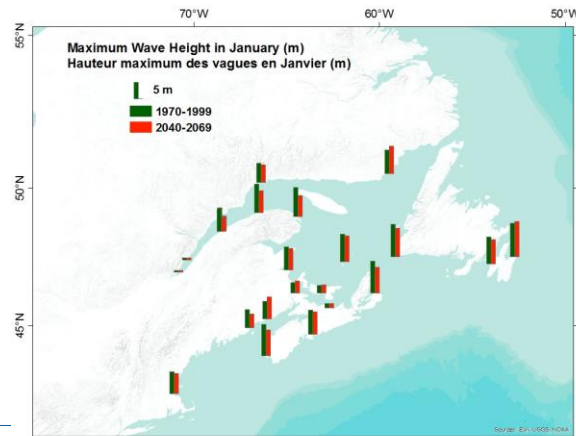 70°W 60°W 50°W
55°N
Maximum Wave Height in January (m)
Hauteur maximum des vagues en Janvier (m)
5 m
1970-1999
2040-2069
50°N
45°N
Sources: Esri, USGS, NOAA